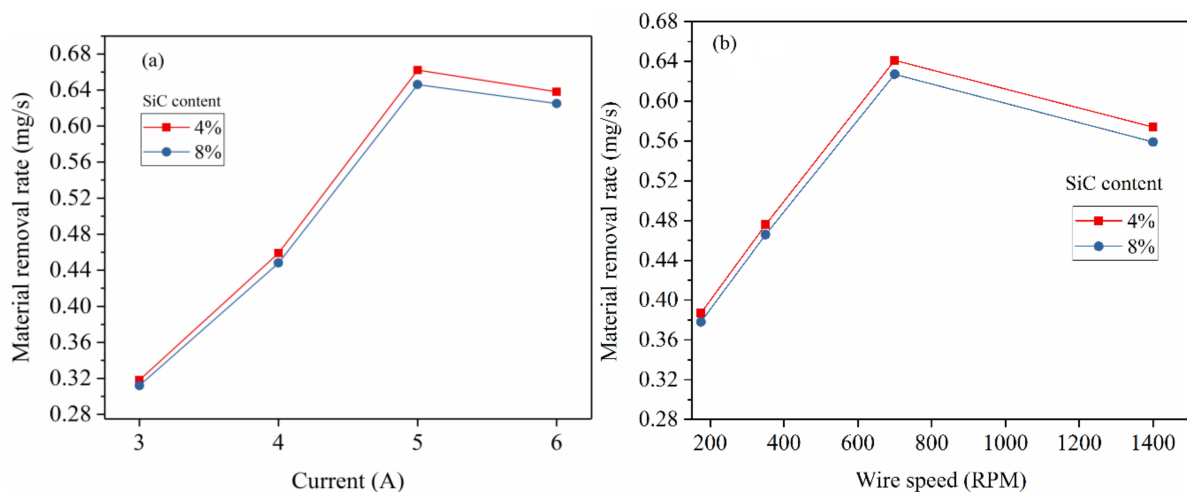 (a)
SiC content
4%
8%
Material removal rate (mg/s)
0.68
0.64
0.60
0.56
0.52
0.48
0.44
0.40
0.36
0.32
0.28
3 4 5 6
Current (A)
(b)
SiC content
4%
8%
Material removal rate (mg/s)
0.68
0.64
0.60
0.56
0.52
0.48
0.44
0.40
0.36
0.32
0.28
200 400 600 800 1000 1200 1400
Wire speed (RPM)